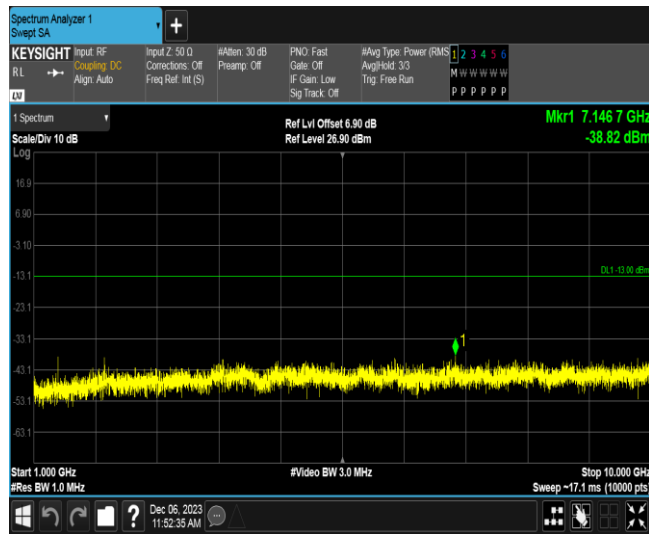 Spectrum Analyzer 1
Swept SA
KEYSIGHT
RL
LXI
Input: RF
Coupling: DC
Align: Auto
Input Z: 50 Ω
Corrections: Off
Freq Ref: Int (S)
#Atten: 30 dB
Preamp: Off
PNO: Fast
Gate: Off
IF Gain: Low
Sig Track: Off
#Avg Type: Power (RMS
Avg|Hold: 3/3
Trig: Free Run
1 2 3 4 5 6
M W W W W W
P P P P P P
1 Spectrum
Scale/Div 10 dB
Log
Ref Lvl Offset 6.90 dB
Ref Level 26.90 dBm
Mkr1 7.146 7 GHz
-38.82 dBm
16.9
6.90
-3.10
-13.1
DL1 -13.00 dBm
-23.1
-33.1
1
-43.1
-53.1
-63.1
Start 1.000 GHz
#Res BW 1.0 MHz
#Video BW 3.0 MHz
Stop 10.000 GHz
Sweep ~17.1 ms (10000 pts
?
Dec 06, 2023
11:52:35 AM